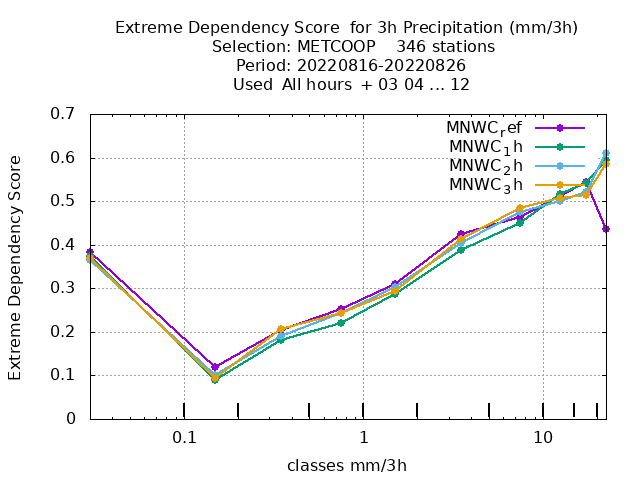 Extreme Dependency Score  for 3h Precipitation (mm/3h)
Selection: METCOOP    346 stations
Period: 20220816-20220826
Used  All hours  + 03 04 ... 12
0.7
0.6
0.5
0.4
0.3
0.2
0.1
0
Extreme Dependency Score
MNWC_ref
MNWC_1h
MNWC_2h
MNWC_3h
0.1
1
10
classes mm/3h